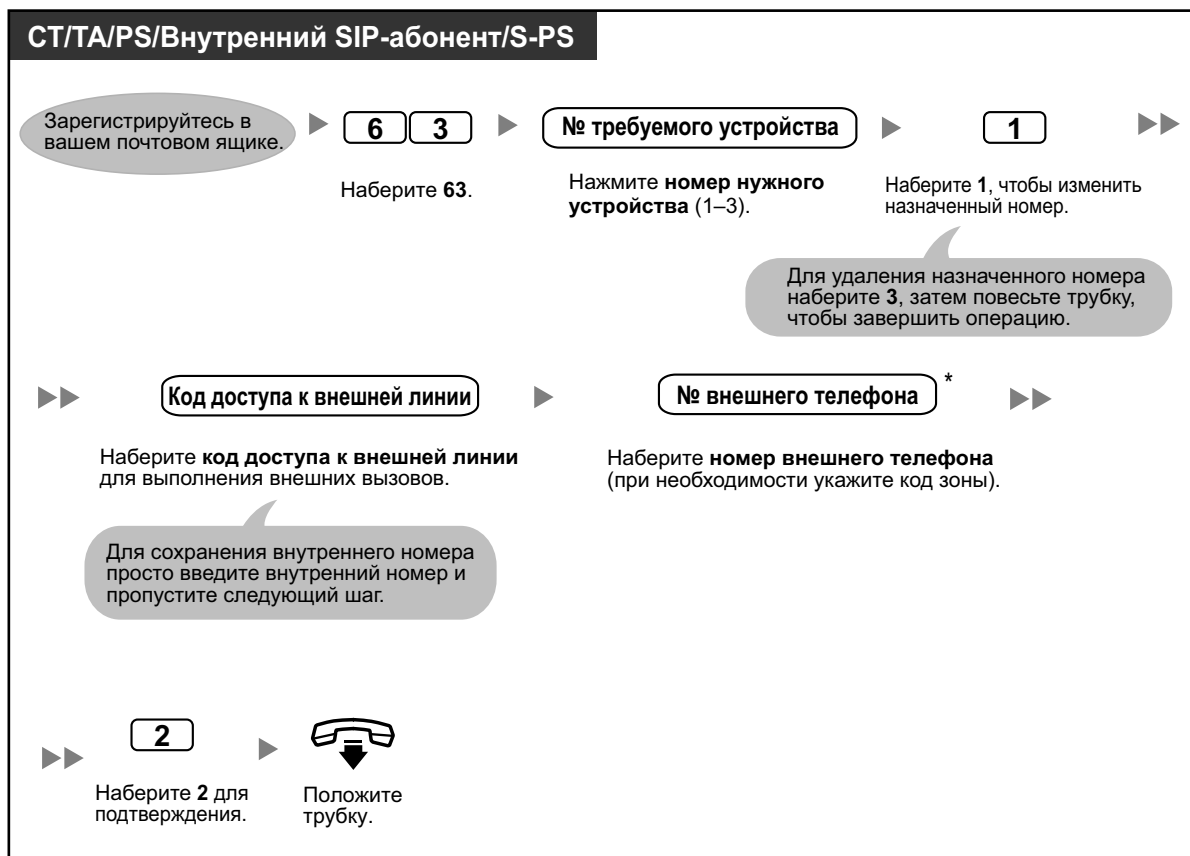 СТ/ТА/PS/Внутренний SIP-абонент/S-PS
Зарегистрируйтесь в
вашем почтовом ящике.
6 3
№ требуемого устройства
1
Наберите 63.
Нажмите номер нужного
устройства (1–3).
Наберите 1, чтобы изменить
назначенный номер.
Для удаления назначенного номера
наберите 3, затем повесьте трубку,
чтобы завершить операцию.
Код доступа к внешней линии
№ внешнего телефона *
Наберите код доступа к внешней линии
для выполнения внешних вызовов.
Наберите номер внешнего телефона
(при необходимости укажите код зоны).
Для сохранения внутреннего номера
просто введите внутренний номер и
пропустите следующий шаг.
2
Наберите 2 для
подтверждения.
Положите
трубку.